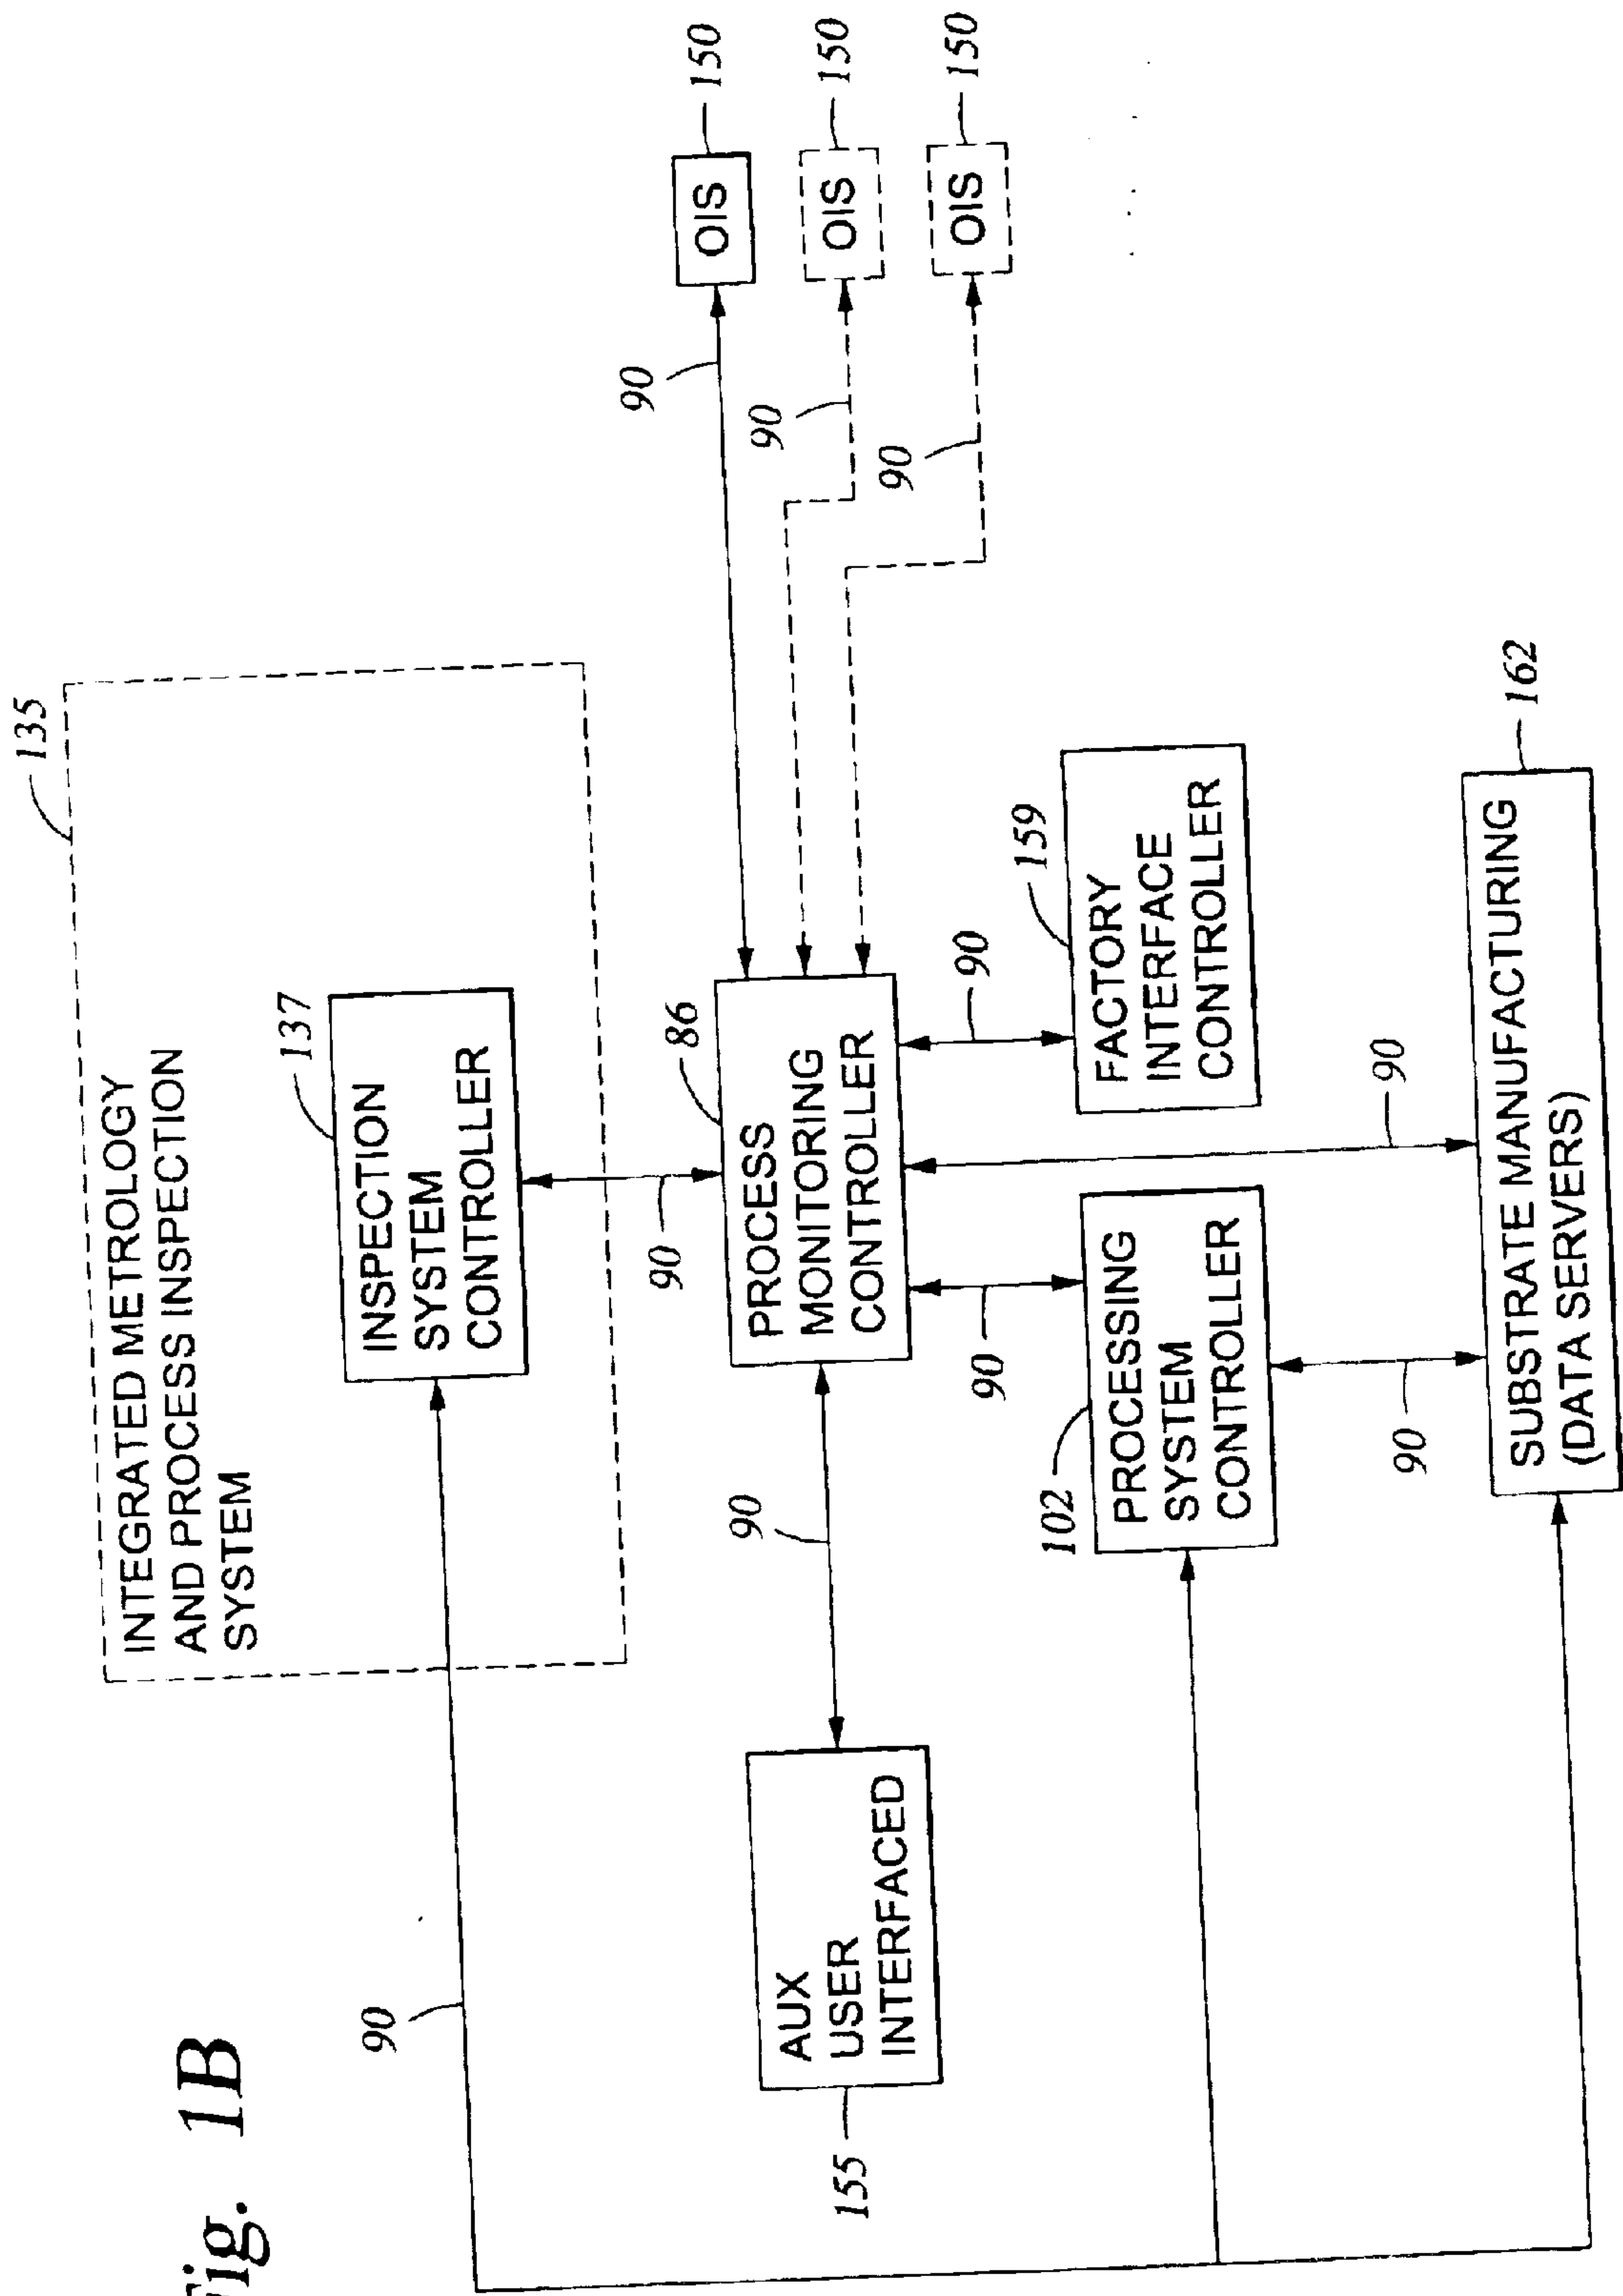 Fig. 1B
INTEGRATED METROLOGY
AND PROCESS INSPECTION
SYSTEM
135
INSPECTION
SYSTEM
CONTROLLER
137
90
90
AUX
USER
INTERFACED
155
90
PROCESS
MONITORING
CONTROLLER
86
90
OIS
150
90
OIS
150
90
OIS
150
90
PROCESSING
SYSTEM
CONTROLLER
102
90
FACTORY
INTERFACE
CONTROLLER
159
90
90
SUBSTRATE MANUFACTURING
(DATA SERVERS)
162